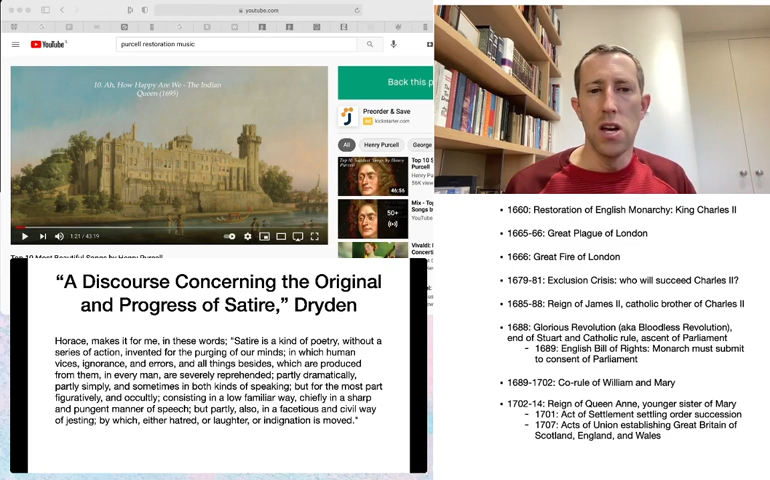 youtube.com
YouTube
purcell restoration music
10. Ah, How Happy Are We - The Indian
Queen (1695)
1:21 / 43:19
Back this p
Preorder & Save
Ad kickstarter.com
All
Henry Purcell
George
Top 10 S
Purcell
Henry Pu
56K view
46:56
Mix - Top
Songs by
YouTube
50+
Vivaldi:
“A Discourse Concerning the Original
and Progress of Satire,” Dryden
Horace, makes it for me, in these words; "Satire is a kind of poetry, without a
series of action, invented for the purging of our minds; in which human
vices, ignorance, and errors, and all things besides, which are produced
from them, in every man, are severely reprehended; partly dramatically,
partly simply, and sometimes in both kinds of speaking; but for the most part
figuratively, and occultly; consisting in a low familiar way, chiefly in a sharp
and pungent manner of speech; but partly, also, in a facetious and civil way
of jesting; by which, either hatred, or laughter, or indignation is moved."
• 1660: Restoration of English Monarchy: King Charles II
• 1665-66: Great Plague of London
• 1666: Great Fire of London
• 1679-81: Exclusion Crisis: who will succeed Charles II?
• 1685-88: Reign of James II, catholic brother of Charles II
• 1688: Glorious Revolution (aka Bloodless Revolution),
end of Stuart and Catholic rule, ascent of Parliament
- 1689: English Bill of Rights: Monarch must submit
to consent of Parliament
• 1689-1702: Co-rule of William and Mary
• 1702-14: Reign of Queen Anne, younger sister of Mary
- 1701: Act of Settlement settling order succession
- 1707: Acts of Union establishing Great Britain of
Scotland, England, and Wales